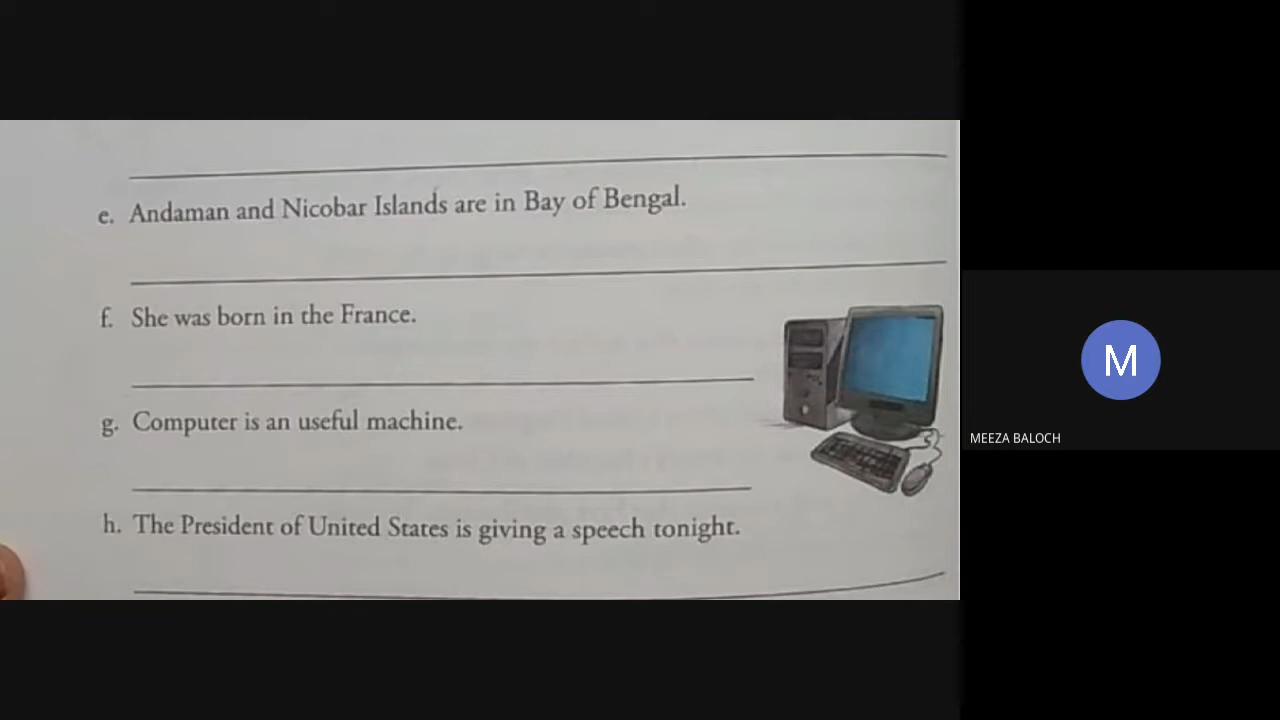 e. Andaman and Nicobar Islands are in Bay of Bengal.
f. She was born in the France.
g. Computer is an useful machine.
h. The President of United States is giving a speech tonight.
M
MEEZA BALOCH